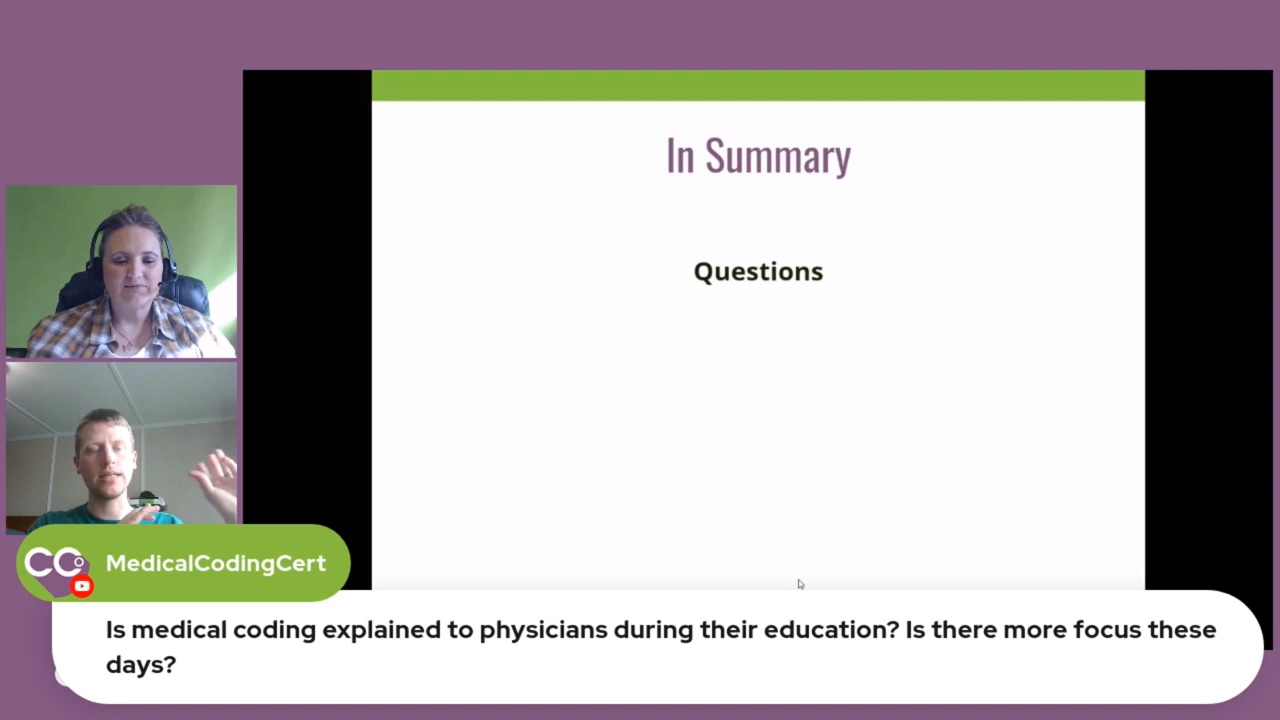 In Summary
Questions
CC
MedicalCodingCert
Is medical coding explained to physicians during their education? Is there more focus these
days?